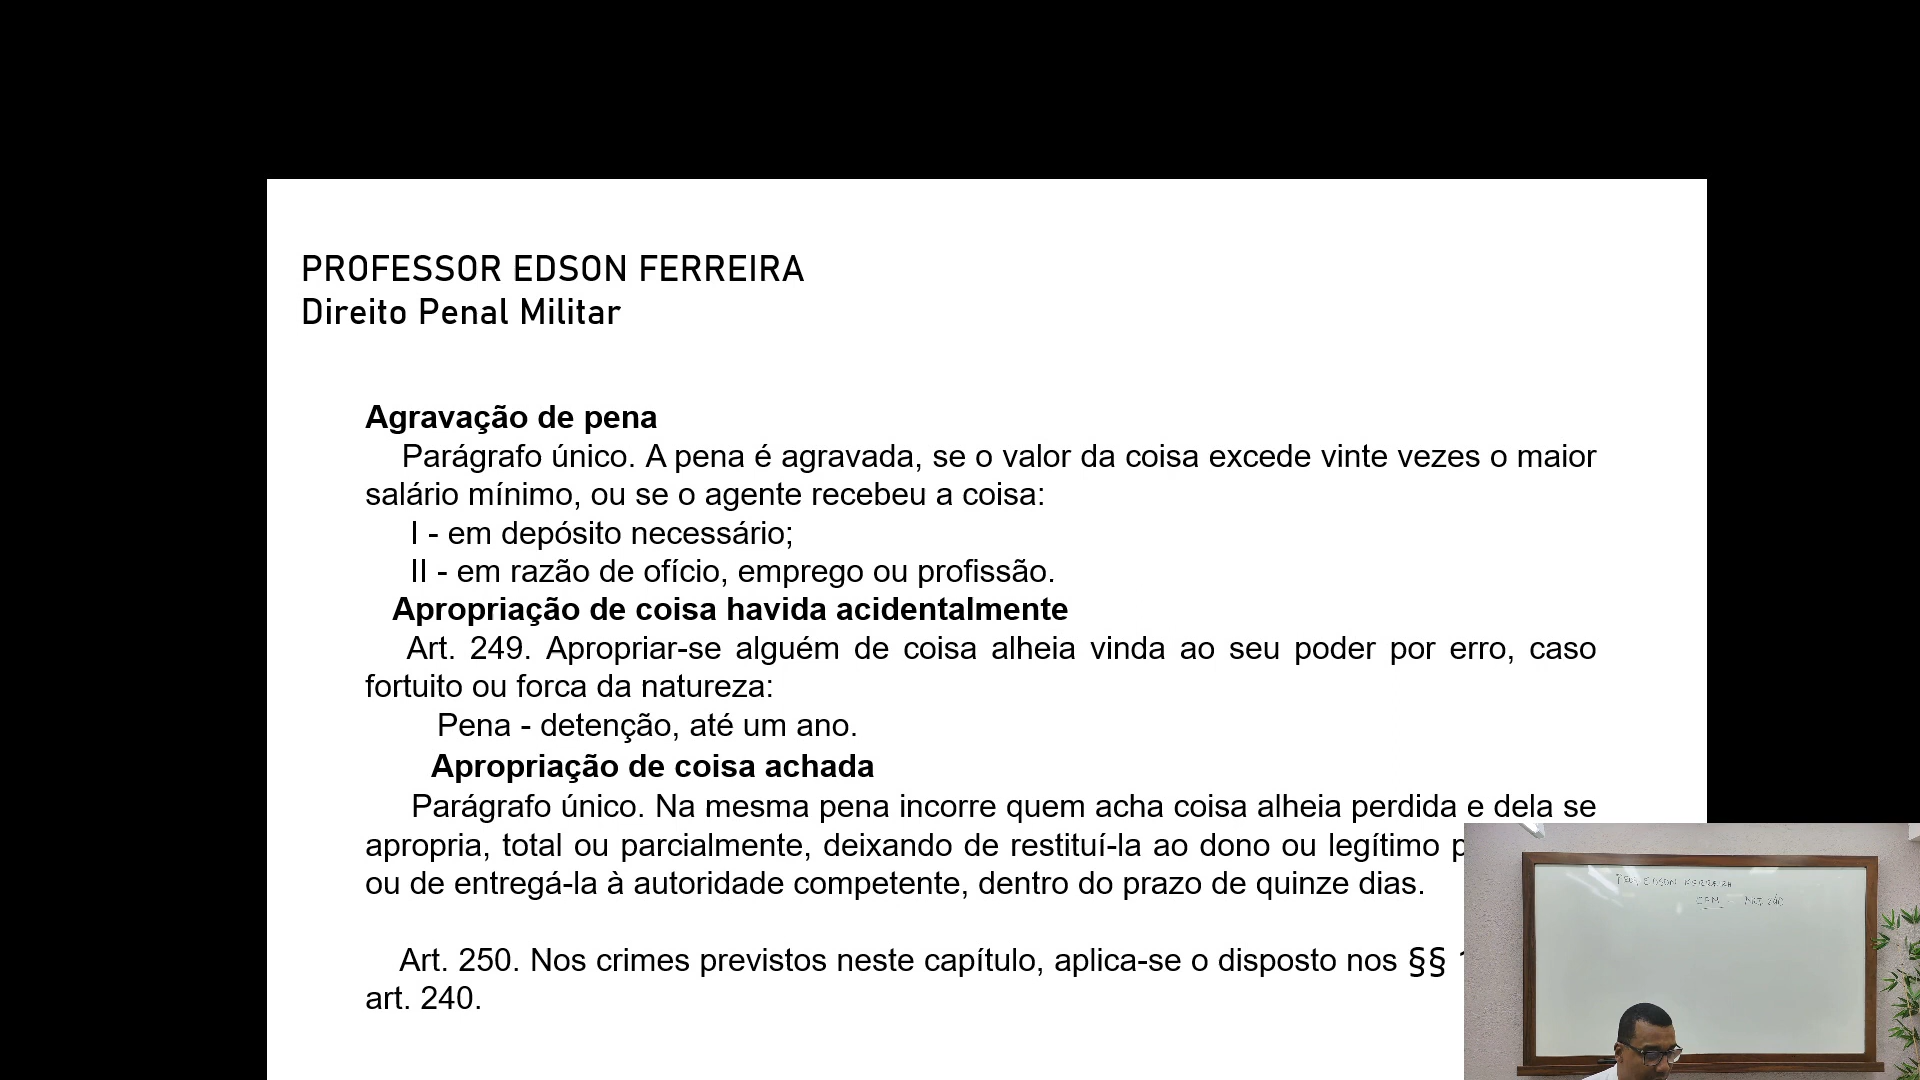 PROFESSOR EDSON FERREIRA
Direito Penal Militar
Agravação de pena
Parágrafo único. A pena é agravada, se o valor da coisa excede vinte vezes o maior
salário mínimo, ou se o agente recebeu a coisa:
I - em depósito necessário;
II - em razão de ofício, emprego ou profissão.
Apropriação de coisa havida acidentalmente
Art. 249. Apropriar-se alguém de coisa alheia vinda ao seu poder por erro, caso
fortuito ou forca da natureza:
Pena - detenção, até um ano.
Apropriação de coisa achada
Parágrafo único. Na mesma pena incorre quem acha coisa alheia perdida e dela se
apropria, total ou parcialmente, deixando de restituí-la ao dono ou legítimo
ou de entregá-la à autoridade competente, dentro do prazo de quinze dias.
Art. 250. Nos crimes previstos neste capítulo, aplica-se o disposto nos §§
art. 240.
EDSON FERREIRA
CPM ART 240